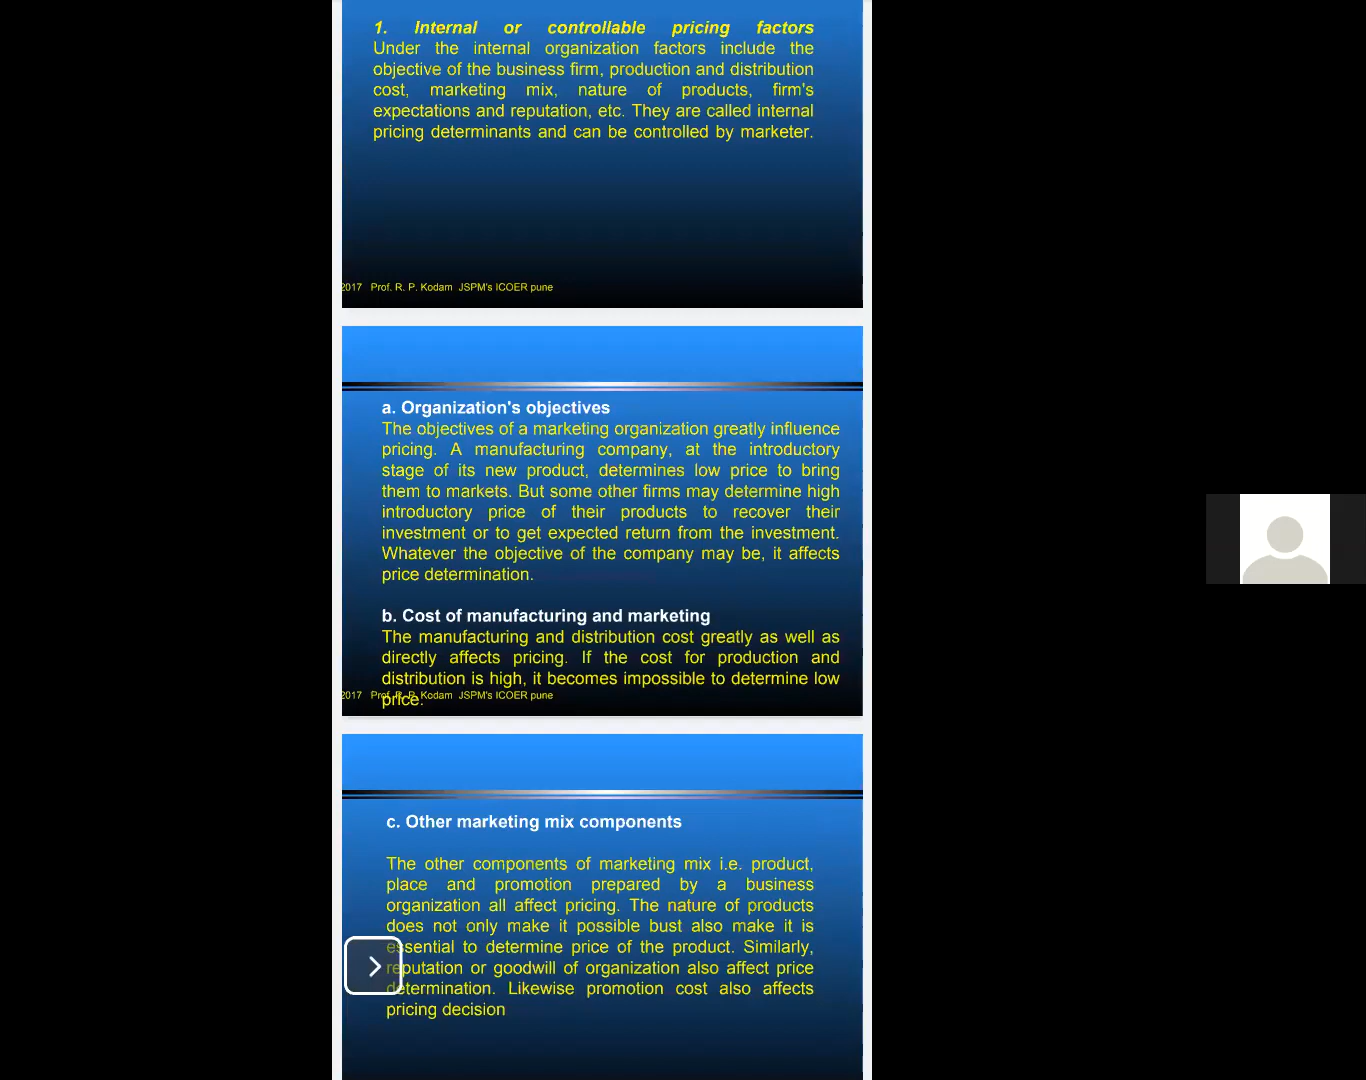 1. Internal or controllable pricing factors
Under the internal organization factors include the
objective of the business firm, production and distribution
cost, marketing mix, nature of products, firm's
expectations and reputation, etc. They are called internal
pricing determinants and can be controlled by marketer.
2017 Prof. R. P. Kodam JSPM's ICOER pune
a. Organization's objectives
The objectives of a marketing organization greatly influence
pricing. A manufacturing company, at the introductory
stage of its new product, determines low price to bring
them to markets. But some other firms may determine high
introductory price of their products to recover their
investment or to get expected return from the investment.
Whatever the objective of the company may be, it affects
price determination.
b. Cost of manufacturing and marketing
The manufacturing and distribution cost greatly as well as
directly affects pricing. If the cost for production and
distribution is high, it becomes impossible to determine low
price.
2017 Prof. R. P. Kodam JSPM's ICOER pune
c. Other marketing mix components
The other components of marketing mix i.e. product,
place and promotion prepared by a business
organization all affect pricing. The nature of products
does not only make it possible bust also make it is
essential to determine price of the product. Similarly,
reputation or goodwill of organization also affect price
determination. Likewise promotion cost also affects
pricing decision